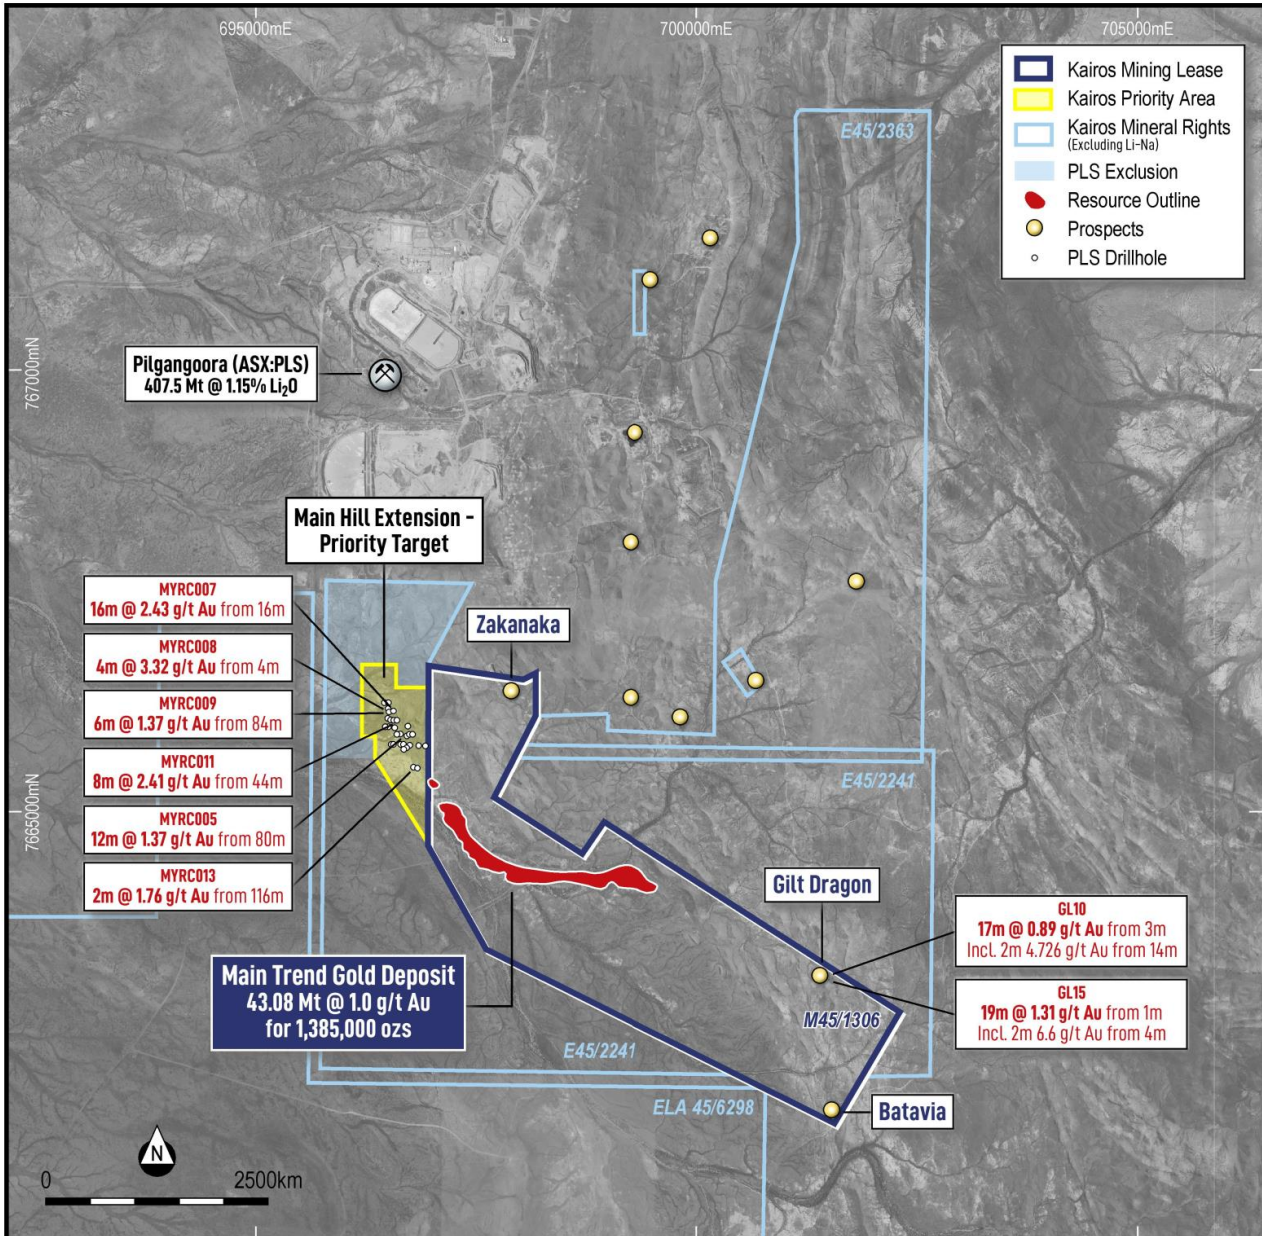 695000mE
700000mE
705000mE
Kairos Mining Lease
Kairos Priority Area
Kairos Mineral Rights
(Excluding Li-Na)
PLS Exclusion
Resource Outline
Prospects
PLS Drillhole
E45/2363
767000mN
Pilgangoora (ASX:PLS)
407.5 Mt @ 1.15% Li₂O
Main Hill Extension -
Priority Target
MYRC007
16m @ 2.43 g/t Au from 16m
MYRC008
4m @ 3.32 g/t Au from 4m
MYRC009
6m @ 1.37 g/t Au from 84m
MYRC011
8m @ 2.41 g/t Au from 44m
MYRC005
12m @ 1.37 g/t Au from 80m
MYRC013
2m @ 1.76 g/t Au from 116m
Zakanaka
E45/2241
7665000mN
Gilt Dragon
GL10
17m @ 0.89 g/t Au from 3m
Incl. 2m 4.726 g/t Au from 14m
GL15
19m @ 1.31 g/t Au from 1m
Incl. 2m 6.6 g/t Au from 4m
Main Trend Gold Deposit
43.08 Mt @ 1.0 g/t Au
for 1,385,000 ozs
M45/1306
E45/2241
ELA 45/6298
Batavia
N
0
2500km